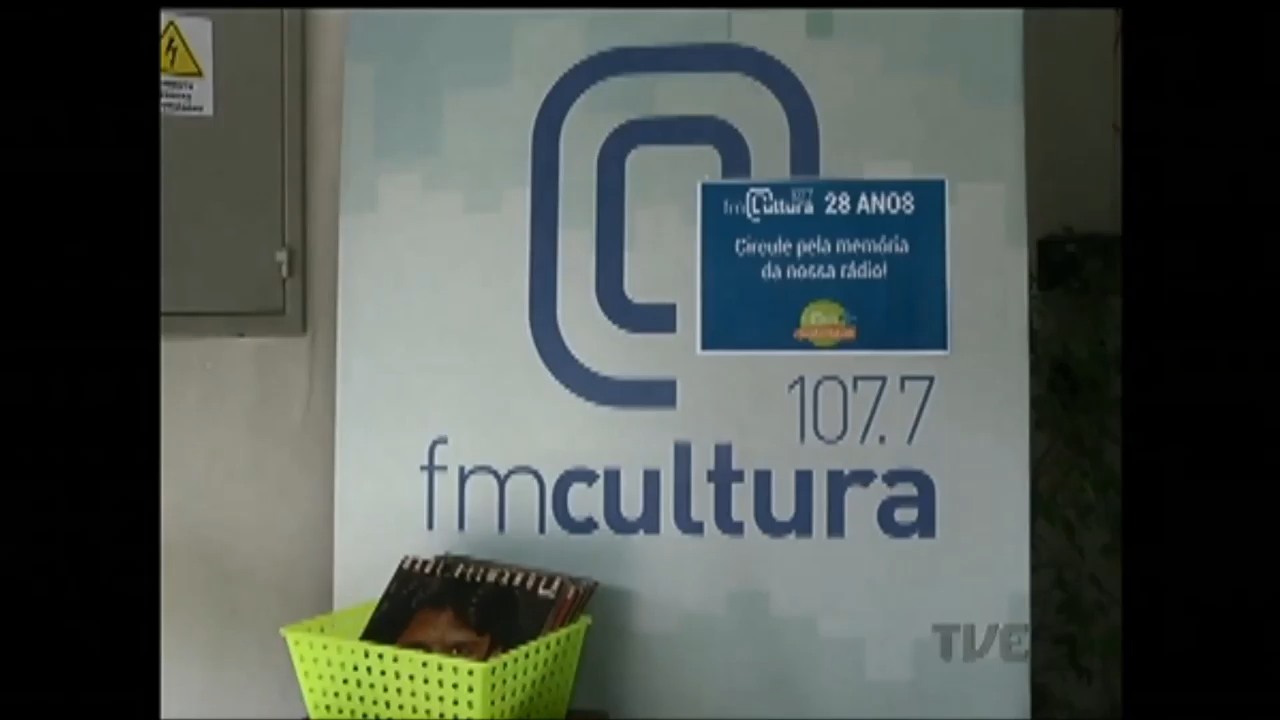 fmCultura 107.7 28 ANOS
Circule pela memória
da nossa rádio!
107.7
fmcultura
TVE